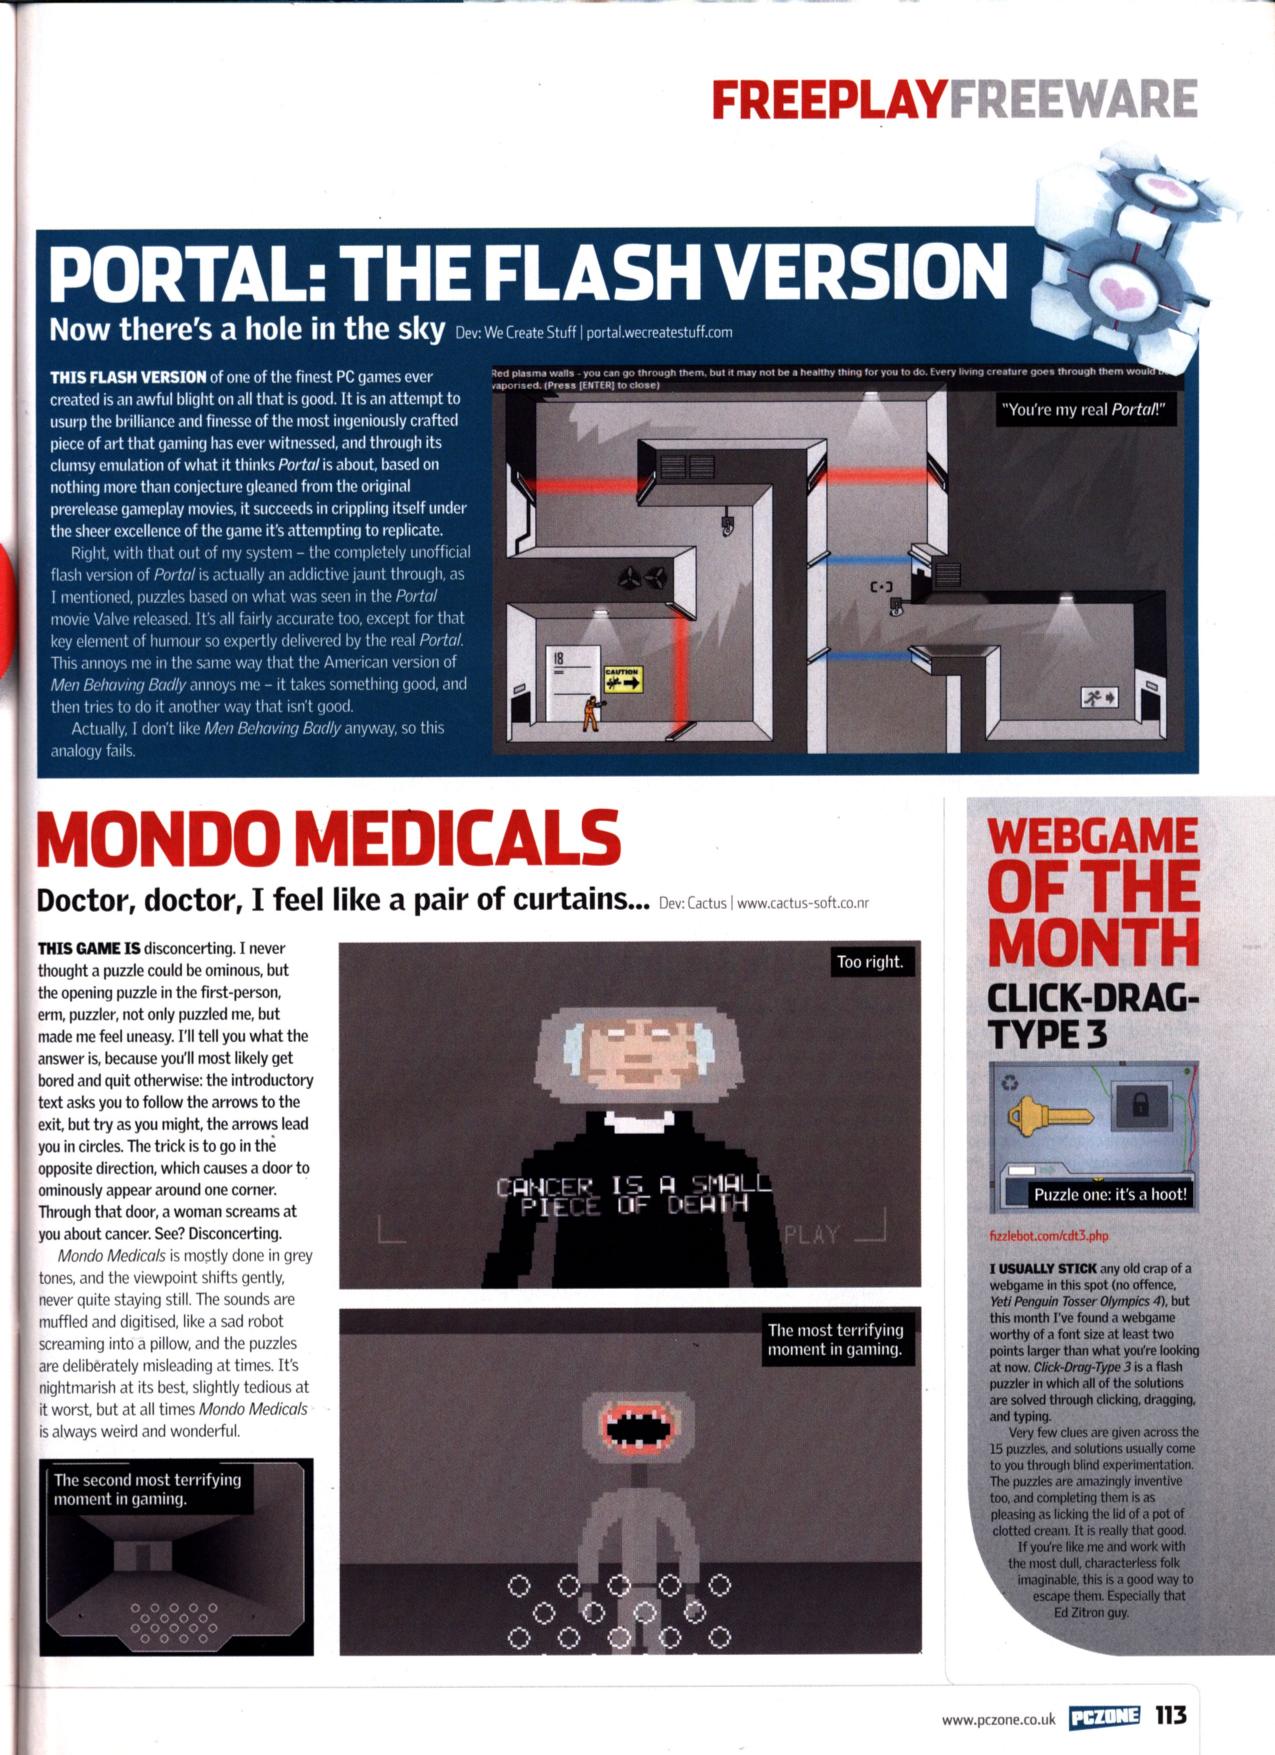 FREEPLAYFREEWARE
PORTAL: THE FLASH VERSION
Now there's a hole in the sky Dev: We Create Stuff | portal.wecreatestuff.com
THIS FLASH VERSION of one of the finest PC games ever
created is an awful blight on all that is good. It is an attempt to
usurp the brilliance and finesse of the most ingeniously crafted
piece of art that gaming has ever witnessed, and through its
clumsy emulation of what it thinks Portal is about, based on
nothing more than conjecture gleaned from the original
prerelease gameplay movies, it succeeds in crippling itself under
the sheer excellence of the game it's attempting to replicate.
Right, with that out of my system – the completely unofficial
flash version of Portal is actually an addictive jaunt through, as
I mentioned, puzzles based on what was seen in the Portal
movie Valve released. It's all fairly accurate too, except for that
key element of humour so expertly delivered by the real Portal.
This annoys me in the same way that the American version of
Men Behaving Badly annoys me – it takes something good, and
then tries to do it another way that isn't good.
Actually, I don't like Men Behaving Badly anyway, so this
analogy fails.
Red plasma walls - you can go through them, but it may not be a healthy thing for you to do. Every living creature goes through them would
vaporised. (Press [ENTER] to close)
"You're my real Portal!"
18
CAUTION
MONDO MEDICALS
Doctor, doctor, I feel like a pair of curtains... Dev: Cactus | www.cactus-soft.co.nr
THIS GAME IS disconcerting. I never
thought a puzzle could be ominous, but
the opening puzzle in the first-person,
erm, puzzler, not only puzzled me, but
made me feel uneasy. I'll tell you what the
answer is, because you'll most likely get
bored and quit otherwise: the introductory
text asks you to follow the arrows to the
exit, but try as you might, the arrows lead
you in circles. The trick is to go in the
opposite direction, which causes a door to
ominously appear around one corner.
Through that door, a woman screams at
you about cancer. See? Disconcerting.
Mondo Medicals is mostly done in grey
tones, and the viewpoint shifts gently,
never quite staying still. The sounds are
muffled and digitised, like a sad robot
screaming into a pillow, and the puzzles
are deliberately misleading at times. It's
nightmarish at its best, slightly tedious at
it worst, but at all times Mondo Medicals
is always weird and wonderful.
The second most terrifying
moment in gaming.
Too right.
CANCER IS A SMALL
PIECE OF DEATH
PLAY
The most terrifying
moment in gaming.
WEBGAME
OF THE
MONTH
CLICK-DRAG-
TYPE 3
Puzzle one: it's a hoot!
fizzlebot.com/cdt3.php
I USUALLY STICK any old crap of a
webgame in this spot (no offence,
Yeti Penguin Tosser Olympics 4), but
this month I've found a webgame
worthy of a font size at least two
points larger than what you're looking
at now. Click-Drag-Type 3 is a flash
puzzler in which all of the solutions
are solved through clicking, dragging,
and typing.
Very few clues are given across the
15 puzzles, and solutions usually come
to you through blind experimentation.
The puzzles are amazingly inventive
too, and completing them is as
pleasing as licking the lid of a pot of
clotted cream. It is really that good.
If you're like me and work with
the most dull, characterless folk
imaginable, this is a good way to
escape them. Especially that
Ed Zitron guy.
www.pczone.co.uk PCZONE 113